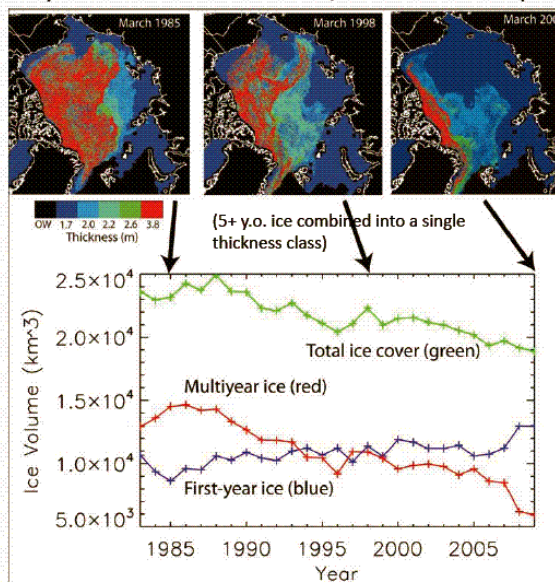 March 1985
March 1998
March 200
OW 1.7 2.0 2.2 2.6 3.8
Thickness (m)
(5+ y.o. ice combined into a single
thickness class)
2.5×10⁴
2.0×10⁴
1.5×10⁴
1.0×10⁴
5.0×10³
Ice Volume (km^3)
Total ice cover (green)
Multiyear ice (red)
First-year ice (blue)
1985 1990 1995 2000 2005
Year